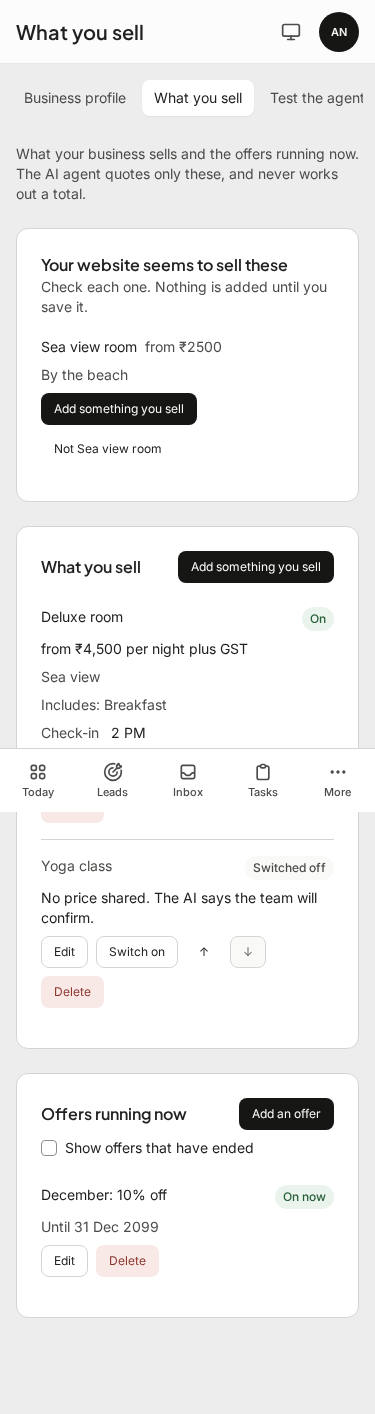 What you sell
AN
Business profile
What you sell
Test the agent
What your business sells and the offers running now.
The AI agent quotes only these, and never works
out a total.
Your website seems to sell these
Check each one. Nothing is added until you
save it.
Sea view room from ₹2500
By the beach
Add something you sell
Not Sea view room
What you sell
Add something you sell
Deluxe room
On
from ₹4,500 per night plus GST
Sea view
Includes: Breakfast
Check-in 2 PM
Today
Leads
Inbox
Tasks
More
Yoga class
Switched off
No price shared. The AI says the team will
confirm.
Edit
Switch on
↑
↓
Delete
Offers running now
Add an offer
Show offers that have ended
December: 10% off
On now
Until 31 Dec 2099
Edit
Delete